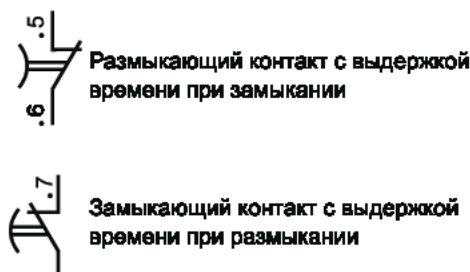 .5
Размыкающий контакт с выдержкой
времени при замыкании
.6
.7
Замыкающий контакт с выдержкой
времени при размыкании